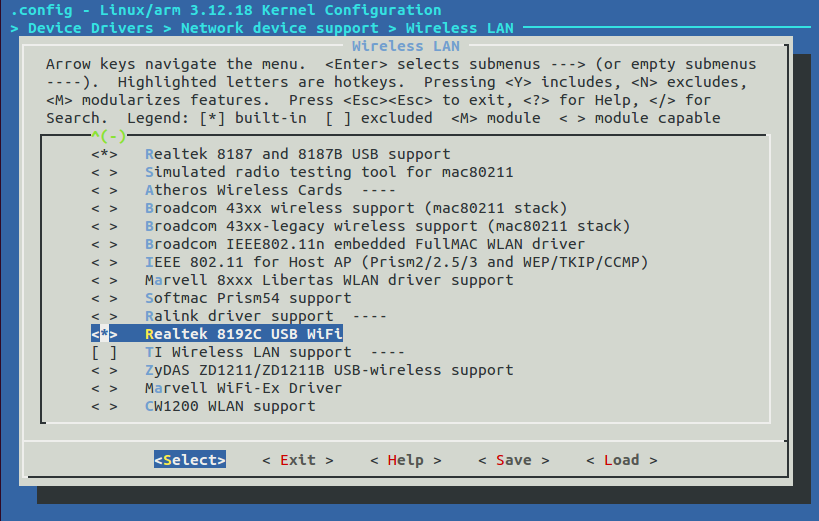 .config - Linux/arm 3.12.18 Kernel Configuration
> Device Drivers > Network device support > Wireless LAN
Wireless LAN
Arrow keys navigate the menu.  <Enter> selects submenus ---> (or empty submenus
----).  Highlighted letters are hotkeys.  Pressing <Y> includes, <N> excludes,
<M> modularizes features.  Press <Esc><Esc> to exit, <?> for Help, </> for
Search.  Legend: [*] built-in  [ ] excluded  <M> module  < > module capable
^(-)
<*>   Realtek 8187 and 8187B USB support
< >   Simulated radio testing tool for mac80211
< >   Atheros Wireless Cards  ----
< >   Broadcom 43xx wireless support (mac80211 stack)
< >   Broadcom 43xx-legacy wireless support (mac80211 stack)
< >   Broadcom IEEE802.11n embedded FullMAC WLAN driver
< >   IEEE 802.11 for Host AP (Prism2/2.5/3 and WEP/TKIP/CCMP)
< >   Marvell 8xxx Libertas WLAN driver support
< >   Softmac Prism54 support
< >   Ralink driver support  ----
<*>   Realtek 8192C USB WiFi
[ ]   TI Wireless LAN support  ----
< >   ZyDAS ZD1211/ZD1211B USB-wireless support
< >   Marvell WiFi-Ex Driver
< >   CW1200 WLAN support
<Select>    < Exit >    < Help >    < Save >    < Load >